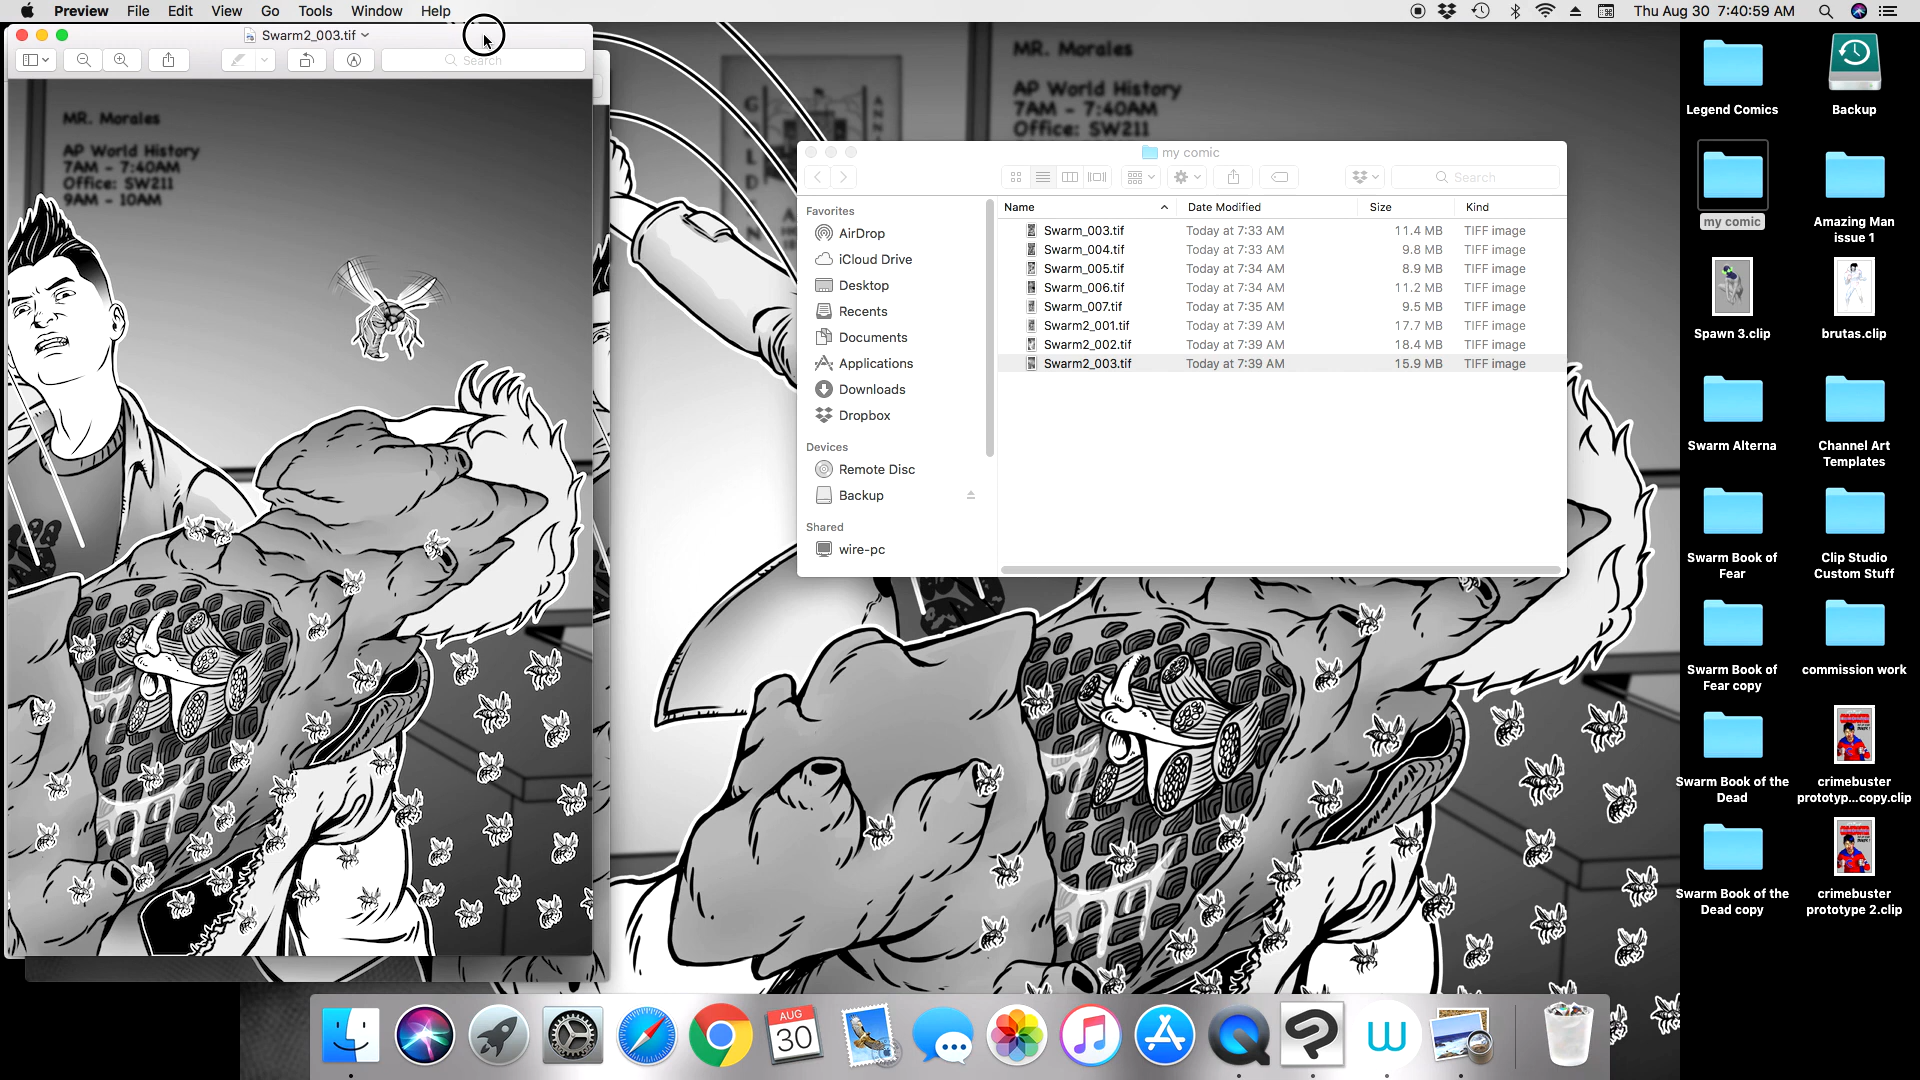 Preview File Edit View Go Tools Window Help
Thu Aug 30 7:40:59 AM
Swarm2_003.tif
Search
MR. Morales
AP World History
7AM - 7:40AM
Office: SW211
9AM - 10AM
MR. Morales
AP World History
7AM - 7:40AM
Office: SW211
my comic
Search
Favorites
AirDrop
iCloud Drive
Desktop
Recents
Documents
Applications
Downloads
Dropbox
Devices
Remote Disc
Backup
Shared
wire-pc
Name Date Modified Size Kind
Swarm_003.tif Today at 7:33 AM 11.4 MB TIFF image
Swarm_004.tif Today at 7:33 AM 9.8 MB TIFF image
Swarm_005.tif Today at 7:34 AM 8.9 MB TIFF image
Swarm_006.tif Today at 7:34 AM 11.2 MB TIFF image
Swarm_007.tif Today at 7:35 AM 9.5 MB TIFF image
Swarm2_001.tif Today at 7:39 AM 17.7 MB TIFF image
Swarm2_002.tif Today at 7:39 AM 18.4 MB TIFF image
Swarm2_003.tif Today at 7:39 AM 15.9 MB TIFF image
Legend Comics
Backup
my comic
Amazing Man
issue 1
Spawn 3.clip
brutas.clip
Swarm Alterna
Channel Art
Templates
Swarm Book of
Fear
Clip Studio
Custom Stuff
Swarm Book of
Fear copy
commission work
Swarm Book of the
Dead
crimebuster
prototyp...copy.clip
Swarm Book of the
Dead copy
crimebuster
prototype 2.clip
AUG
30
W